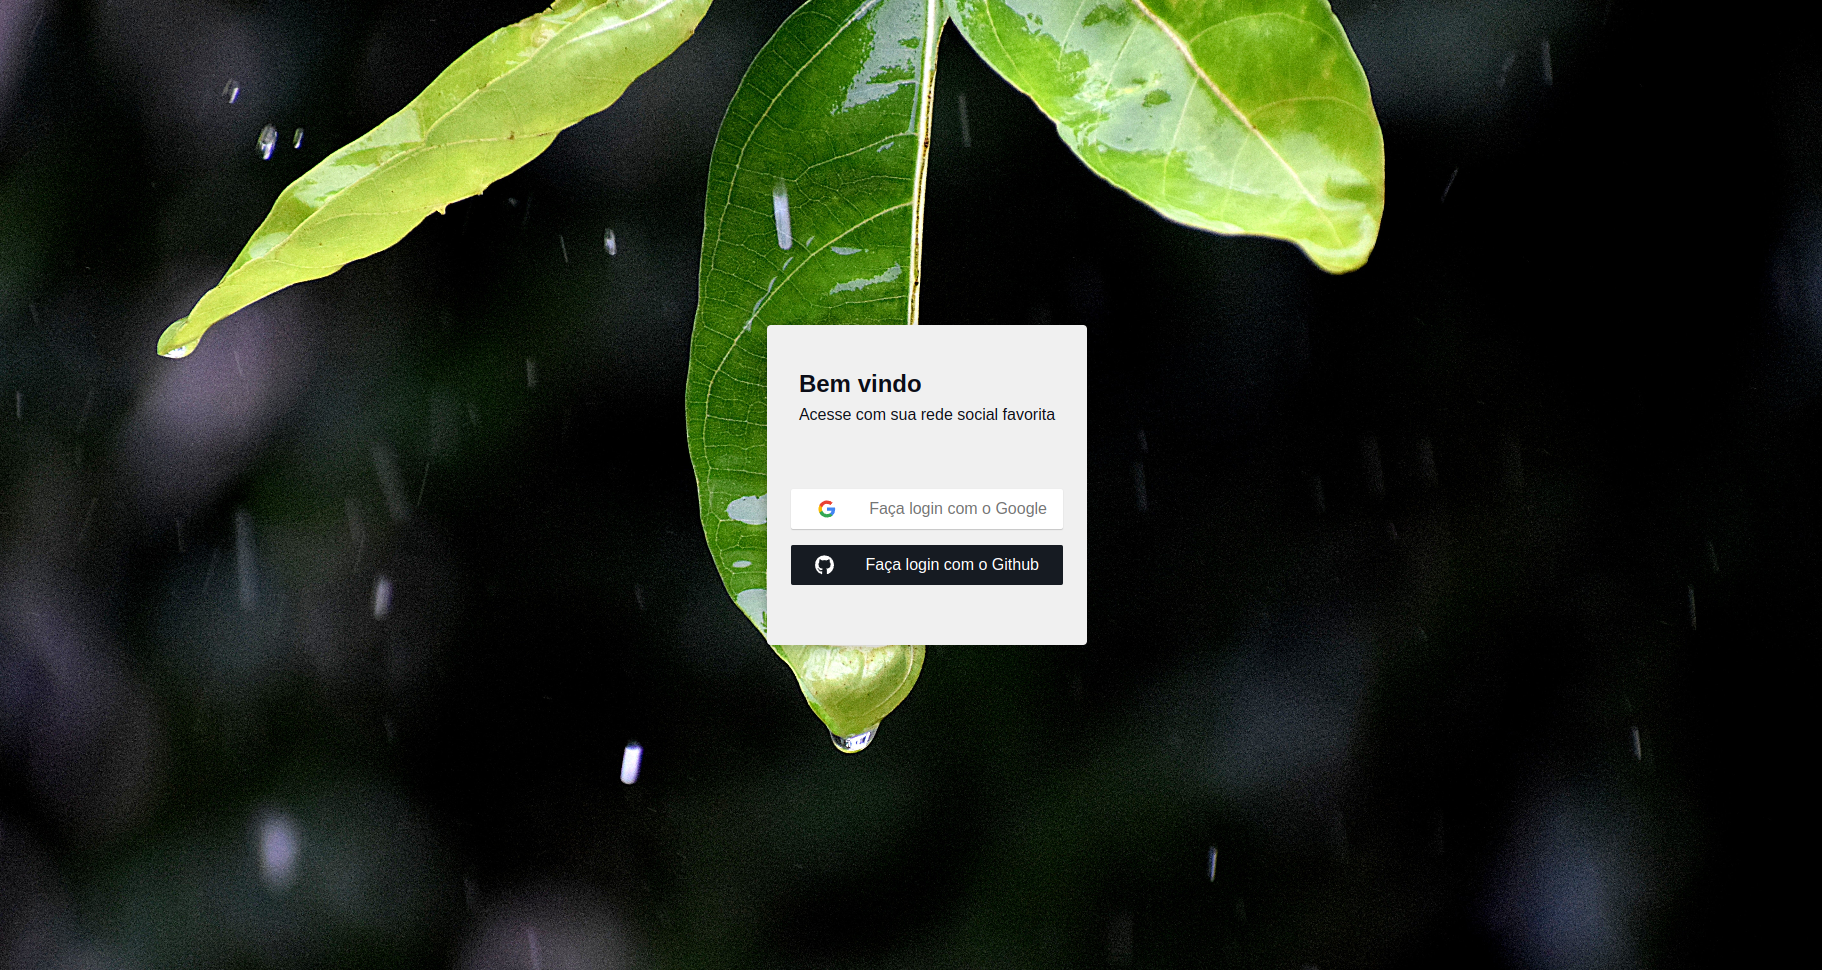 Bem vindo
Acesse com sua rede social favorita
Faça login com o Google
Faça login com o Github